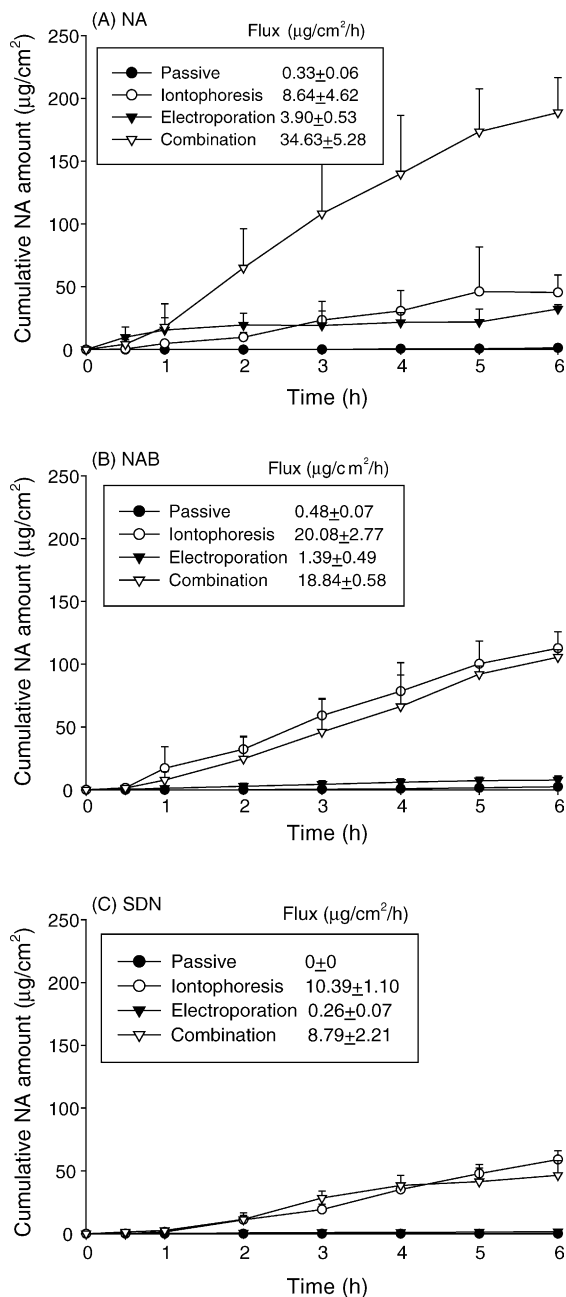 (A) NA
Flux (μg/cm²/h)
Passive 0.33±0.06
Iontophoresis 8.64±4.62
Electroporation 3.90±0.53
Combination 34.63±5.28
Cumulative NA amount (μg/cm²)
250
200
150
100
50
0
0 1 2 3 4 5 6
Time (h)
(B) NAB
Flux (μg/cm²/h)
Passive 0.48±0.07
Iontophoresis 20.08±2.77
Electroporation 1.39±0.49
Combination 18.84±0.58
Cumulative NA amount (μg/cm²)
250
200
150
100
50
0
0 1 2 3 4 5 6
Time (h)
(C) SDN
Flux (μg/cm²/h)
Passive 0±0
Iontophoresis 10.39±1.10
Electroporation 0.26±0.07
Combination 8.79±2.21
Cumulative NA amount (μg/cm²)
250
200
150
100
50
0
0 1 2 3 4 5 6
Time (h)